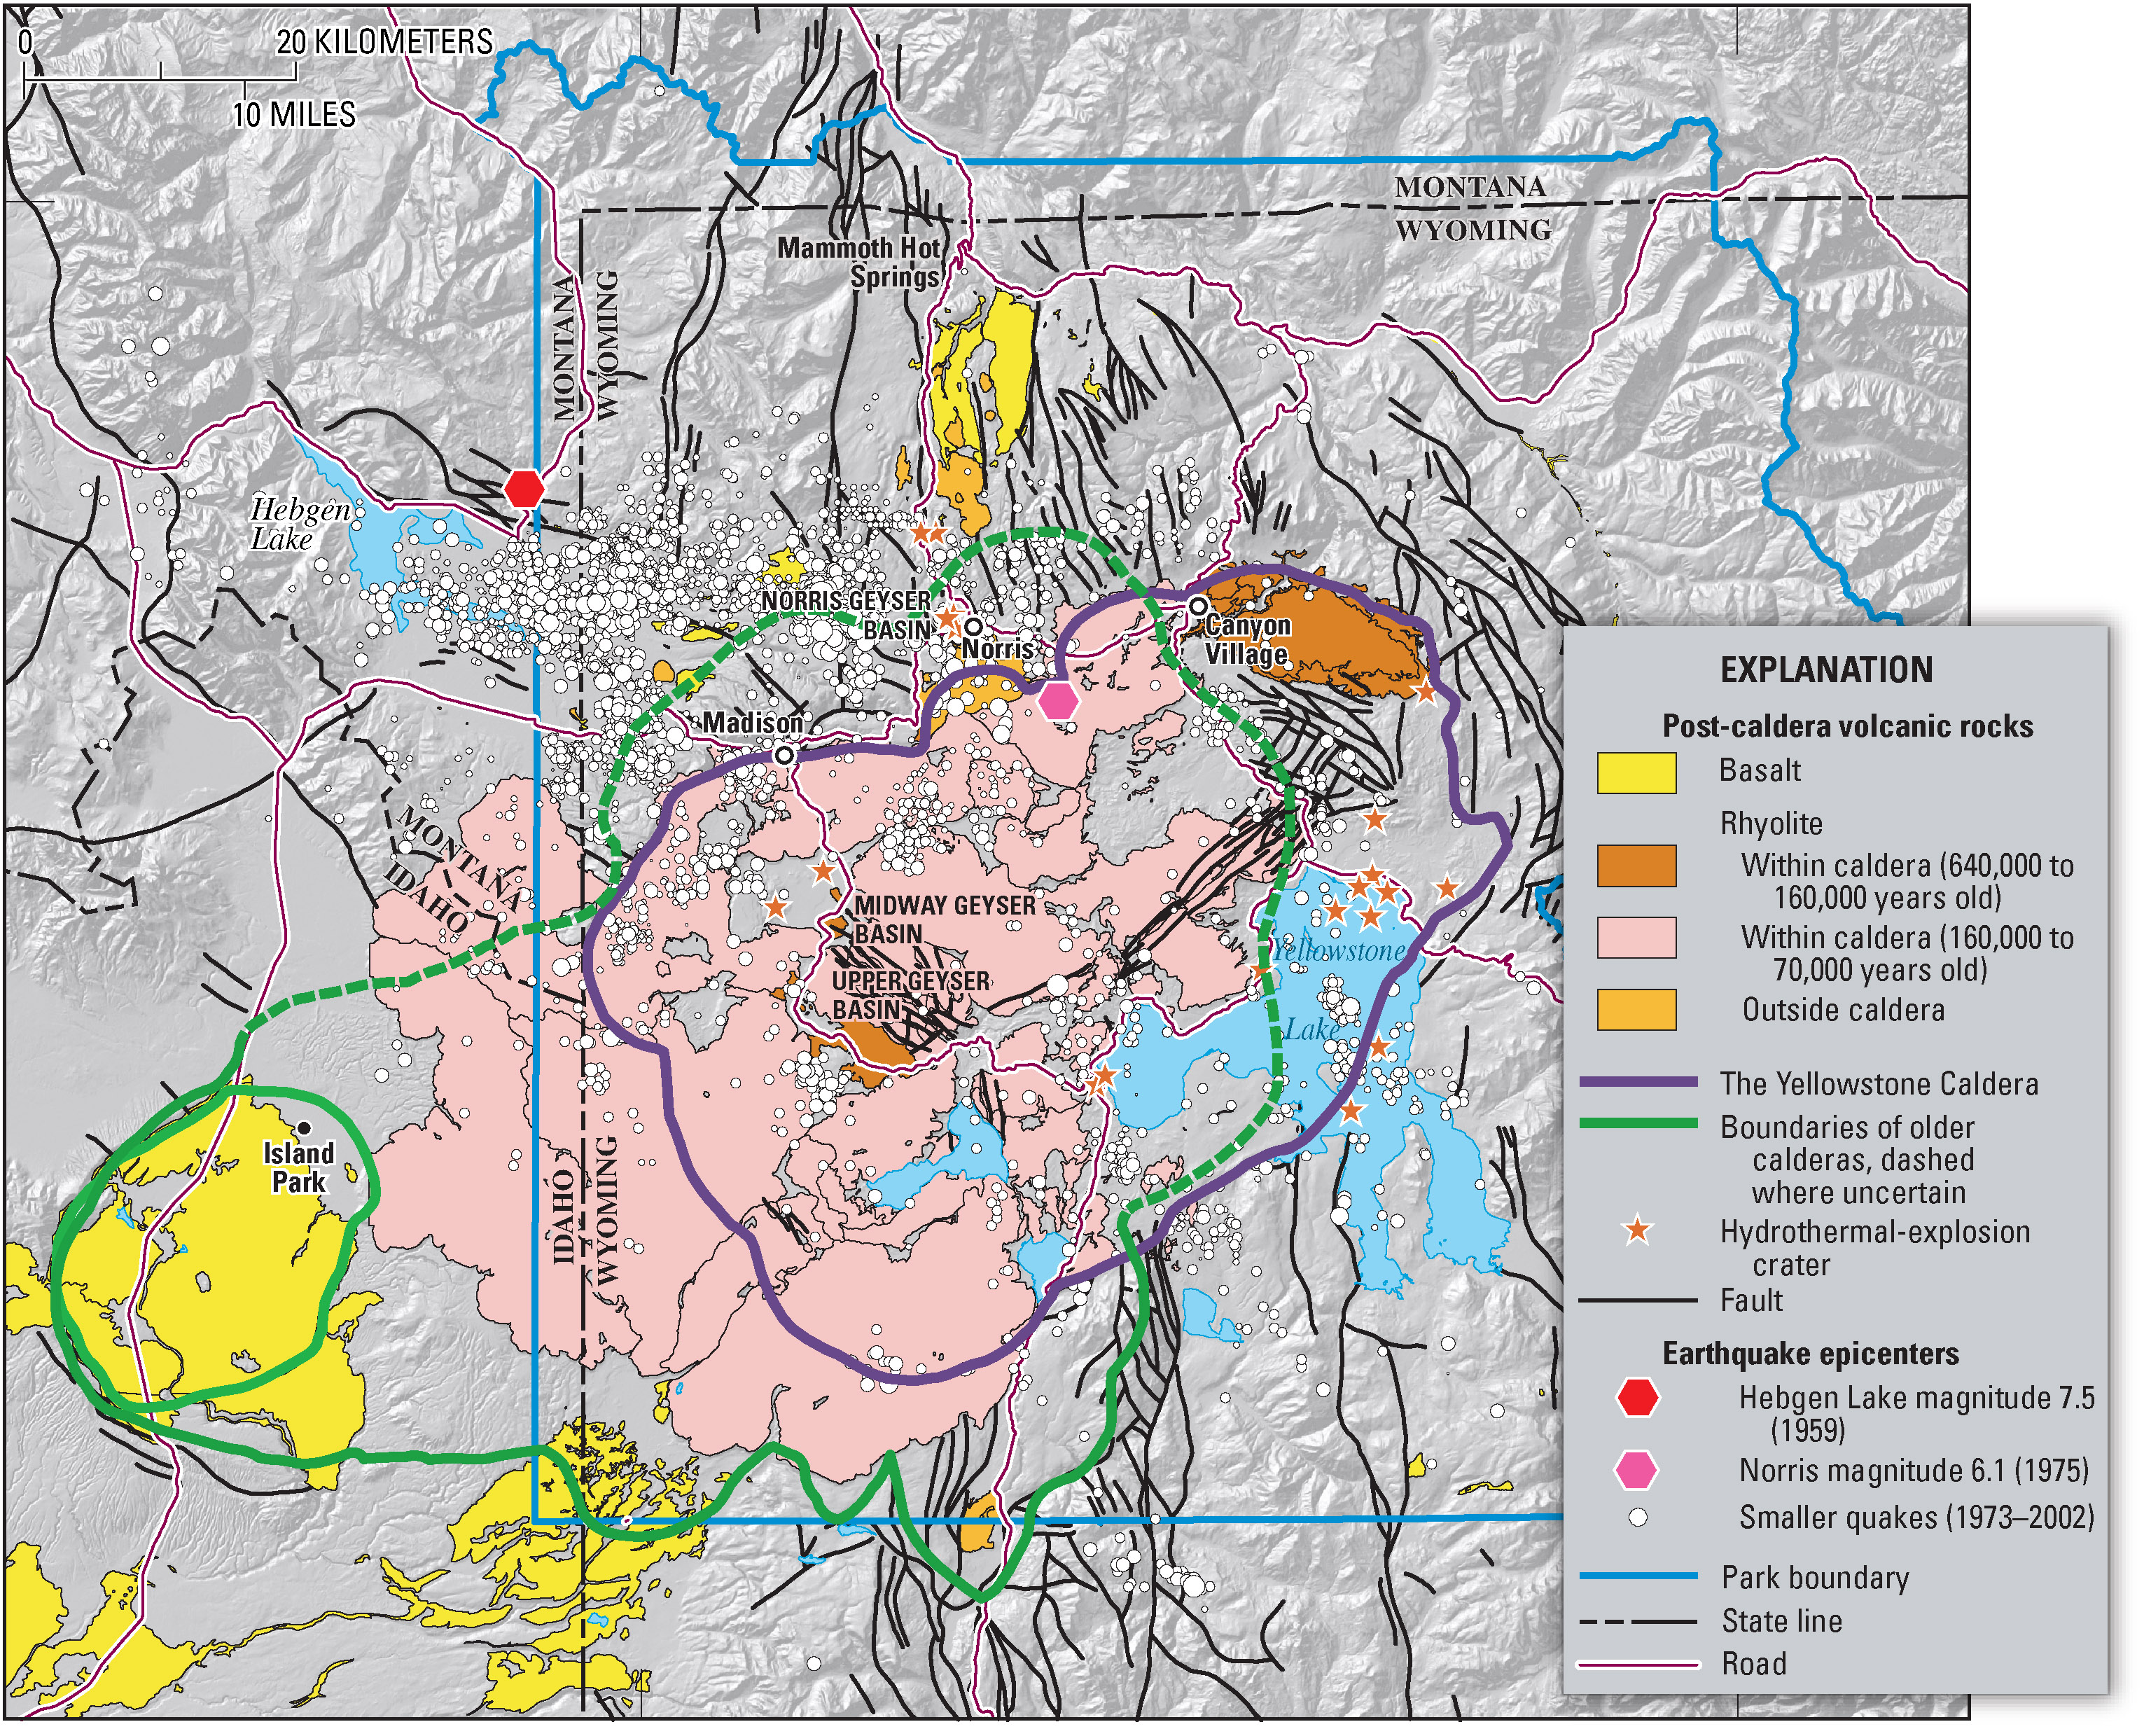 0
20 KILOMETERS
10 MILES
MONTANA
WYOMING
Mammoth Hot
Springs
MONTANA
WYOMING
Hebgen
Lake
NORRIS GEYSER
BASIN
Norris
Canyon
Village
Madison
MONTANA
IDAHO
MIDWAY GEYSER
BASIN
UPPER GEYSER
BASIN
Yellowstone
Lake
Island
Park
IDAHO
WYOMING
EXPLANATION
Post-caldera volcanic rocks
Basalt
Rhyolite
Within caldera (640,000 to
160,000 years old)
Within caldera (160,000 to
70,000 years old)
Outside caldera
The Yellowstone Caldera
Boundaries of older
calderas, dashed
where uncertain
Hydrothermal-explosion
crater
Fault
Earthquake epicenters
Hebgen Lake magnitude 7.5
(1959)
Norris magnitude 6.1 (1975)
Smaller quakes (1973–2002)
Park boundary
State line
Road